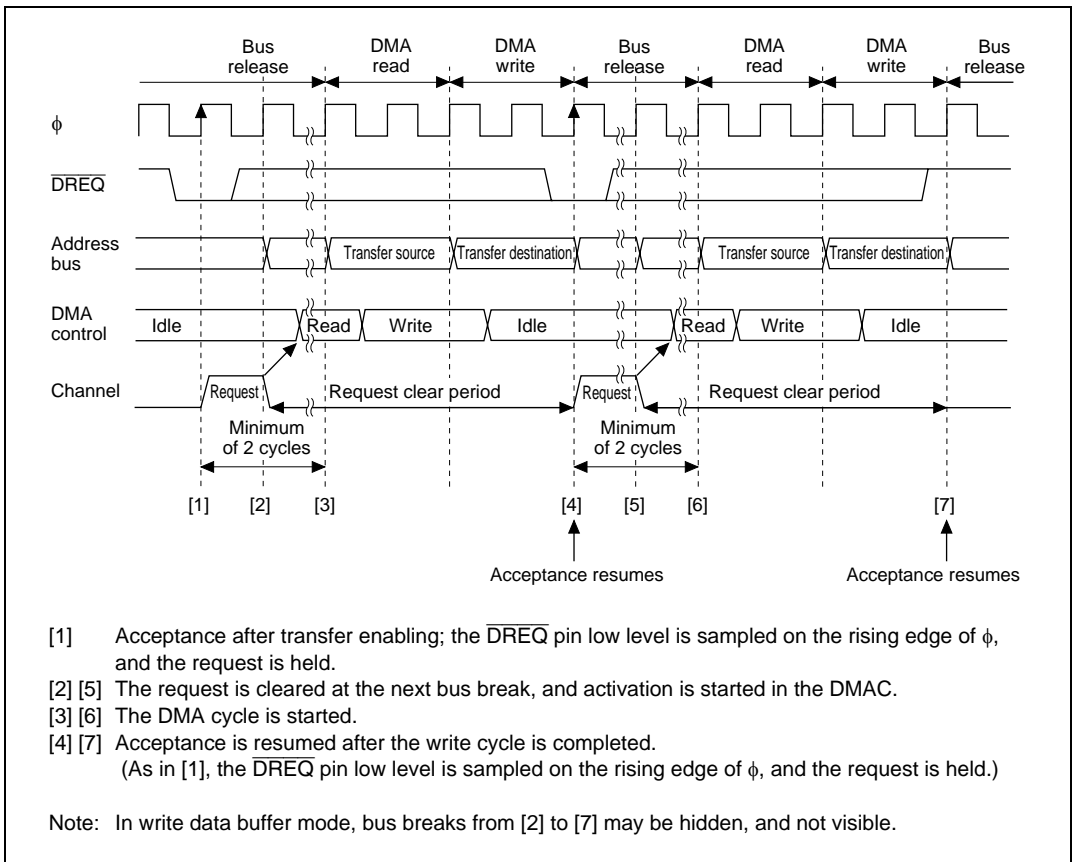 Bus release DMA read DMA write Bus release DMA read DMA write Bus release
φ
DREQ
Address bus Transfer source Transfer destination Transfer source Transfer destination
DMA control Idle Read Write Idle Read Write Idle
Channel Request Request clear period Request Request clear period
Minimum of 2 cycles Minimum of 2 cycles
[1] [2] [3] [4] [5] [6] [7]
Acceptance resumes Acceptance resumes
[1] Acceptance after transfer enabling; the DREQ pin low level is sampled on the rising edge of φ,
and the request is held.
[2] [5] The request is cleared at the next bus break, and activation is started in the DMAC.
[3] [6] The DMA cycle is started.
[4] [7] Acceptance is resumed after the write cycle is completed.
(As in [1], the DREQ pin low level is sampled on the rising edge of φ, and the request is held.)
Note: In write data buffer mode, bus breaks from [2] to [7] may be hidden, and not visible.